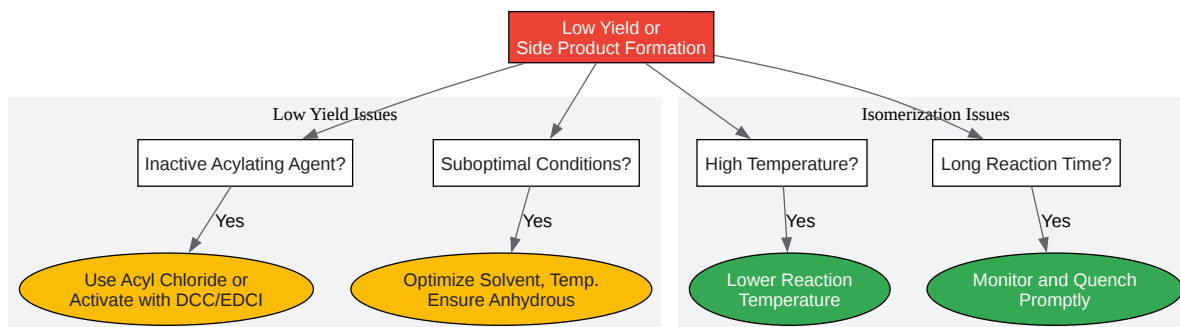 Low Yield or
Side Product Formation
Low Yield Issues
Isomerization Issues
Inactive Acylating Agent?
Suboptimal Conditions?
High Temperature?
Long Reaction Time?
Yes
Yes
Yes
Yes
Use Acyl Chloride or
Activate with DCC/EDCI
Optimize Solvent, Temp.
Ensure Anhydrous
Lower Reaction
Temperature
Monitor and Quench
Promptly